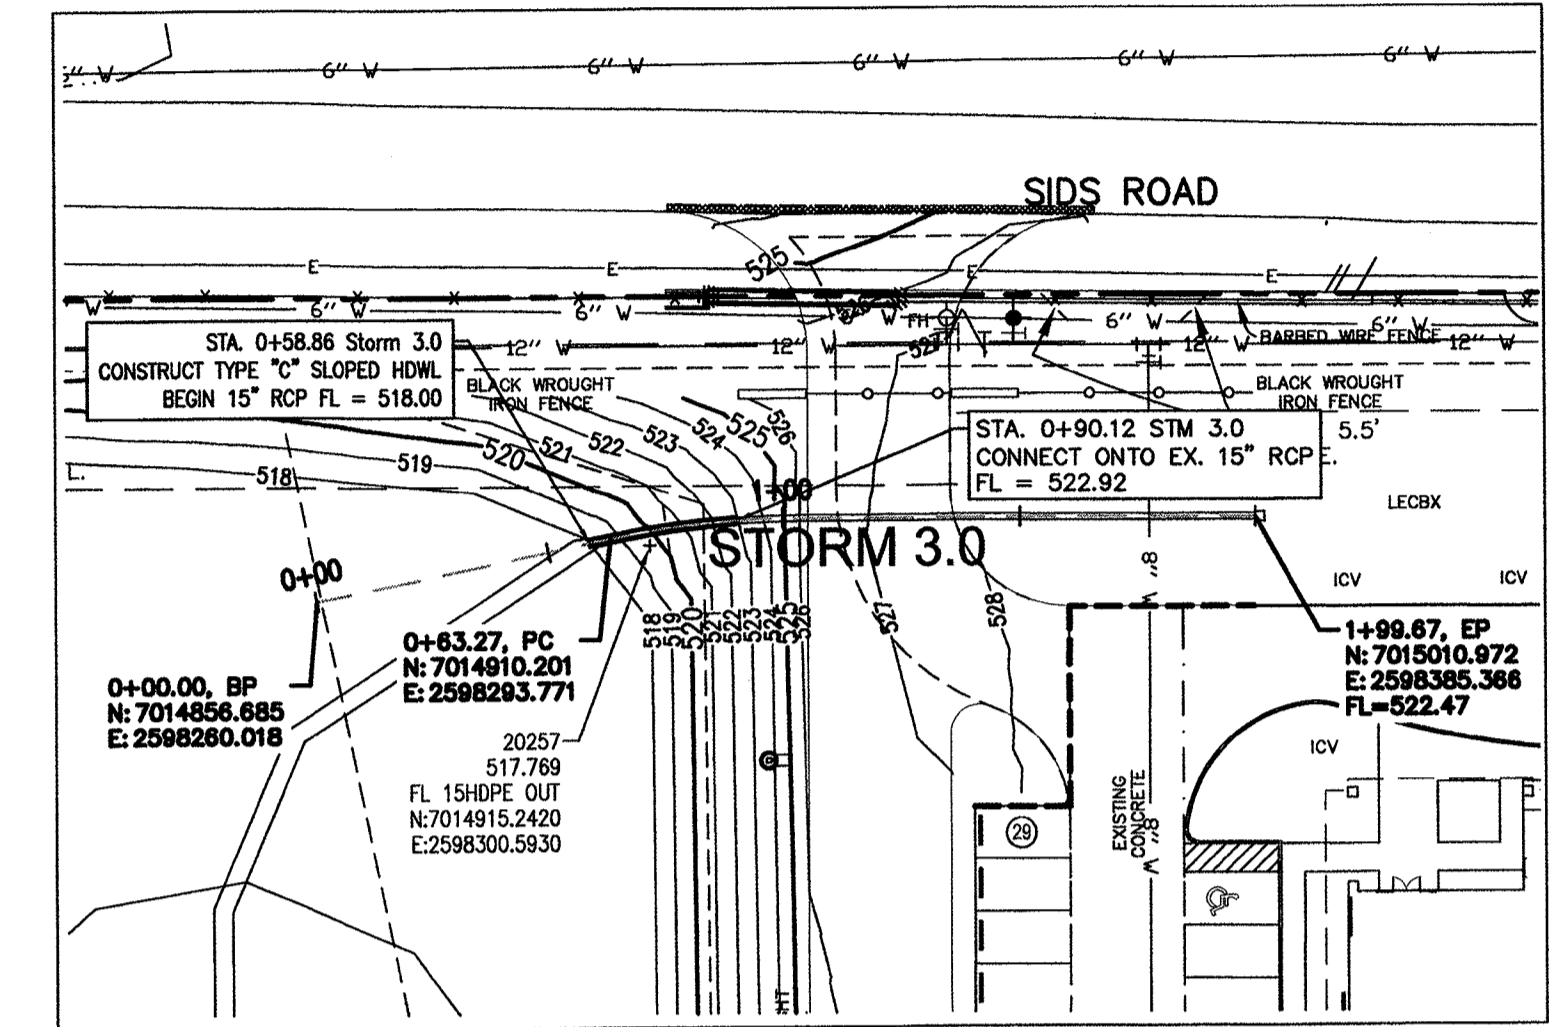 6" W
6" W
6" W
6" W
6" W
6" W
SIDS ROAD
525
E
E
E
E
W
6" W
6" W
526
W
FH
6" W
6" W
BARBED WIRE FENCE
STA. 0+58.86 Storm 3.0
CONSTRUCT TYPE "C" SLOPED HDWL
BEGIN 15" RCP FL = 518.00
12" W
12" W
527
12" W
12" W
BLACK WROUGHT
IRON FENCE
BLACK WROUGHT
IRON FENCE
STA. 0+90.12 STM 3.0
CONNECT ONTO EX. 15" RCP
FL = 522.92
5.5'
E.
518
519
520
521
522
523
524
525
526
L.
1+00
LECBX
STORM 3.0
0+00
8" W
ICV
ICV
518
519
520
521
522
523
524
525
526
527
528
0+63.27, PC
N: 7014910.201
E: 2598293.771
0+00.00, BP
N: 7014856.685
E: 2598260.018
1+99.67, EP
N: 7015010.972
E: 2598385.366
FL=522.47
20257
517.769
FL 15HDPE OUT
N:7014915.2420
E:2598300.5930
ICV
EXISTING
CONCRETE
8" W
29